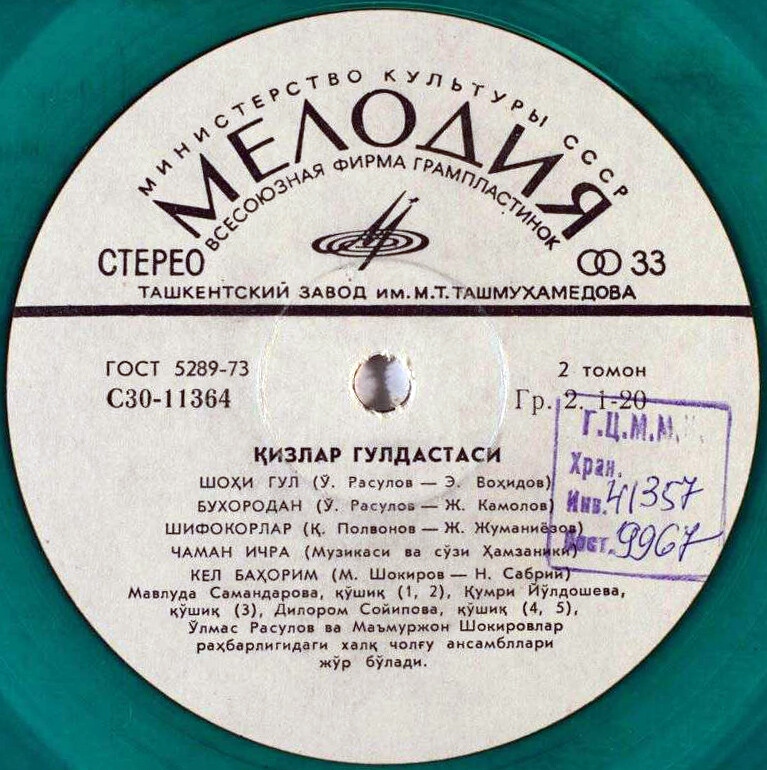 МИНИСТЕРСТВО КУЛЬТУРЫ СССР
МЕЛОДИЯ
ВСЕСОЮЗНАЯ ФИРМА ГРАМПЛАСТИНОК
СТЕРЕО
33
ТАШКЕНТСКИЙ ЗАВОД им. М.Т. ТАШМУХАМЕДОВА
ГОСТ 5289-73
2 томон
С30-11364
Гр. 2. 1-20
ҚИЗЛАР ГУЛДАСТАСИ
ШОҲИ ГУЛ (Ў. Расулов — Э. Воҳидов)
БУХОРОДАН (Ў. Расулов — Ж. Камолов)
ШИФОКОРЛАР (Қ. Полвонов — Ж. Жуманиёзов)
ЧАМАН ИЧРА (Музикаси ва сўзи Ҳамзаники)
КЕЛ БАҲОРИМ (М. Шокиров — Н. Сабрий)
Мавлуда Самандарова, қўшиқ (1, 2), Қумри Йўлдошева,
қўшиқ (3), Дилором Сойипова, қўшиқ (4, 5),
Ўлмас Расулов ва Маъмуржон Шокировлар
раҳбарлигидаги халқ чолғу ансамбллари
жўр бўлади.
Г.Ц.М.М.
Хран.
Инв. 41357
Пост. 9967